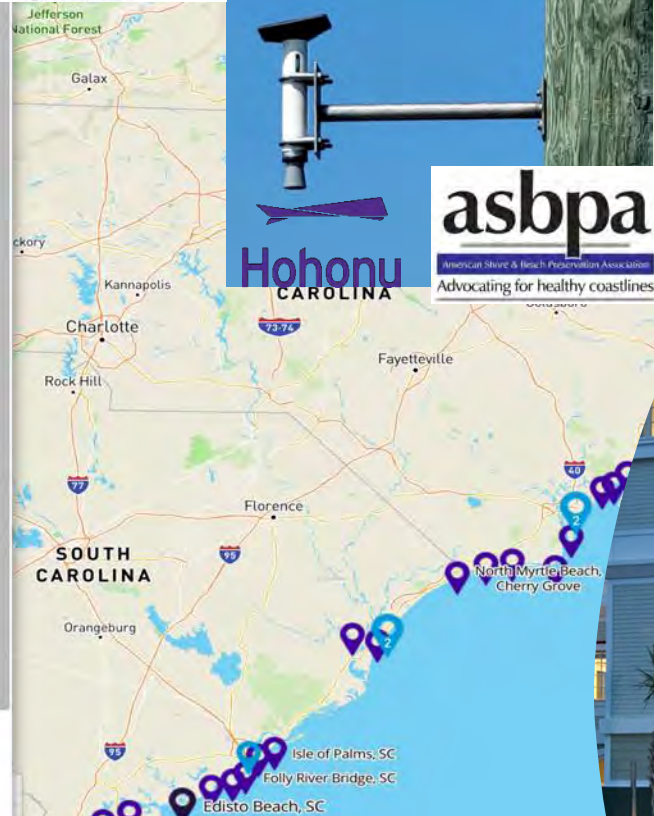 Jefferson
National Forest
Galax
ckory
Kannapolis
Charlotte
Rock Hill
77
SOUTH
CAROLINA
Orangeburg
95
Hohonu
CAROLINA
73-74
asbpa
American Shore & Beach Preservation Association
Advocating for healthy coastlines
Fayetteville
40
2
Florence
95
North Myrtle Beach,
Cherry Grove
2
Isle of Palms, SC
Folly River Bridge, SC
Edisto Beach, SC